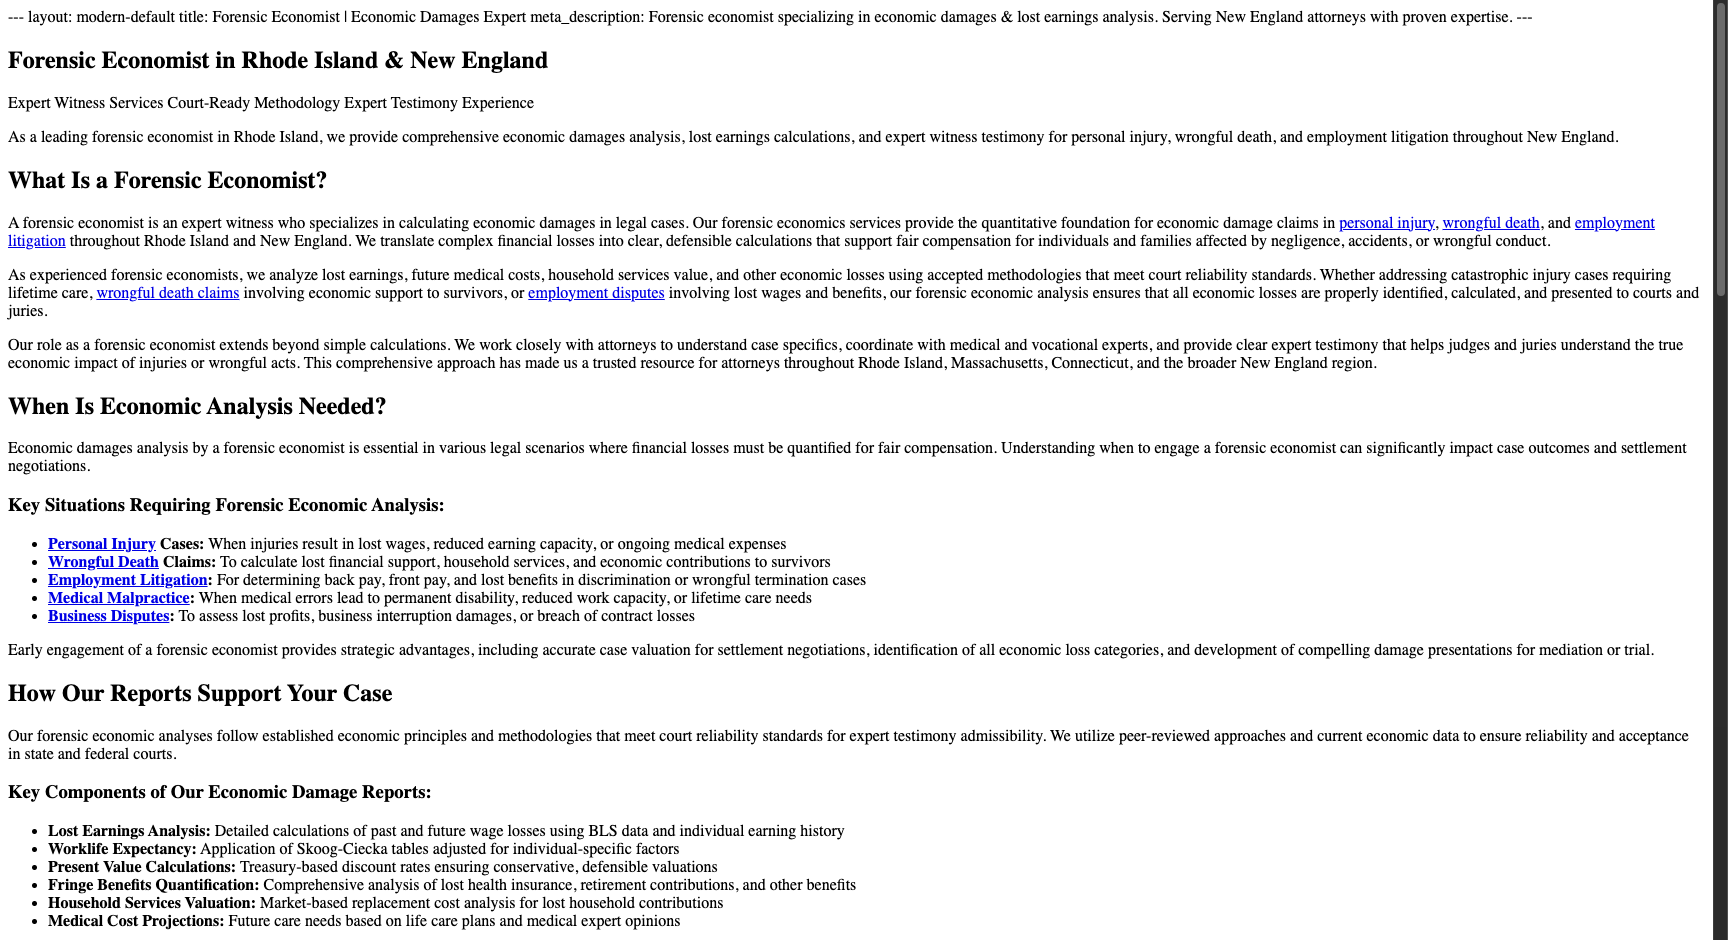 --- layout: modern-default title: Forensic Economist | Economic Damages Expert meta_description: Forensic economist specializing in economic damages & lost earnings analysis. Serving New England attorneys with proven expertise. ---
Forensic Economist in Rhode Island & New England
Expert Witness Services Court-Ready Methodology Expert Testimony Experience
As a leading forensic economist in Rhode Island, we provide comprehensive economic damages analysis, lost earnings calculations, and expert witness testimony for personal injury, wrongful death, and employment litigation throughout New England.
What Is a Forensic Economist?
A forensic economist is an expert witness who specializes in calculating economic damages in legal cases. Our forensic economics services provide the quantitative foundation for economic damage claims in personal injury, wrongful death, and employment
litigation throughout Rhode Island and New England. We translate complex financial losses into clear, defensible calculations that support fair compensation for individuals and families affected by negligence, accidents, or wrongful conduct.
As experienced forensic economists, we analyze lost earnings, future medical costs, household services value, and other economic losses using accepted methodologies that meet court reliability standards. Whether addressing catastrophic injury cases requiring
lifetime care, wrongful death claims involving economic support to survivors, or employment disputes involving lost wages and benefits, our forensic economic analysis ensures that all economic losses are properly identified, calculated, and presented to courts and
juries.
Our role as a forensic economist extends beyond simple calculations. We work closely with attorneys to understand case specifics, coordinate with medical and vocational experts, and provide clear expert testimony that helps judges and juries understand the true
economic impact of injuries or wrongful acts. This comprehensive approach has made us a trusted resource for attorneys throughout Rhode Island, Massachusetts, Connecticut, and the broader New England region.
When Is Economic Analysis Needed?
Economic damages analysis by a forensic economist is essential in various legal scenarios where financial losses must be quantified for fair compensation. Understanding when to engage a forensic economist can significantly impact case outcomes and settlement
negotiations.
Key Situations Requiring Forensic Economic Analysis:
• Personal Injury Cases: When injuries result in lost wages, reduced earning capacity, or ongoing medical expenses
• Wrongful Death Claims: To calculate lost financial support, household services, and economic contributions to survivors
• Employment Litigation: For determining back pay, front pay, and lost benefits in discrimination or wrongful termination cases
• Medical Malpractice: When medical errors lead to permanent disability, reduced work capacity, or lifetime care needs
• Business Disputes: To assess lost profits, business interruption damages, or breach of contract losses
Early engagement of a forensic economist provides strategic advantages, including accurate case valuation for settlement negotiations, identification of all economic loss categories, and development of compelling damage presentations for mediation or trial.
How Our Reports Support Your Case
Our forensic economic analyses follow established economic principles and methodologies that meet court reliability standards for expert testimony admissibility. We utilize peer-reviewed approaches and current economic data to ensure reliability and acceptance
in state and federal courts.
Key Components of Our Economic Damage Reports:
• Lost Earnings Analysis: Detailed calculations of past and future wage losses using BLS data and individual earning history
• Worklife Expectancy: Application of Skoog-Ciecka tables adjusted for individual-specific factors
• Present Value Calculations: Treasury-based discount rates ensuring conservative, defensible valuations
• Fringe Benefits Quantification: Comprehensive analysis of lost health insurance, retirement contributions, and other benefits
• Household Services Valuation: Market-based replacement cost analysis for lost household contributions
• Medical Cost Projections: Future care needs based on life care plans and medical expert opinions